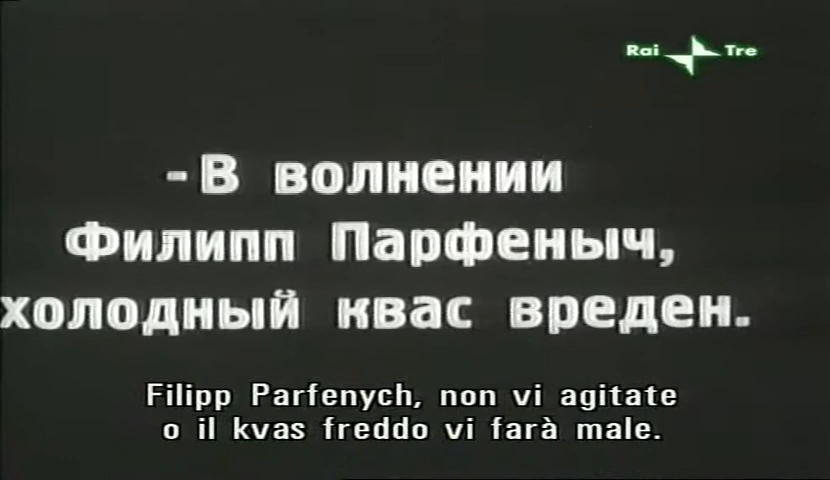 Rai Tre
-В волнении
Филипп Парфеныч,
холодный квас вреден.
Filipp Parfenych, non vi agitate
o il kvas freddo vi farà male.